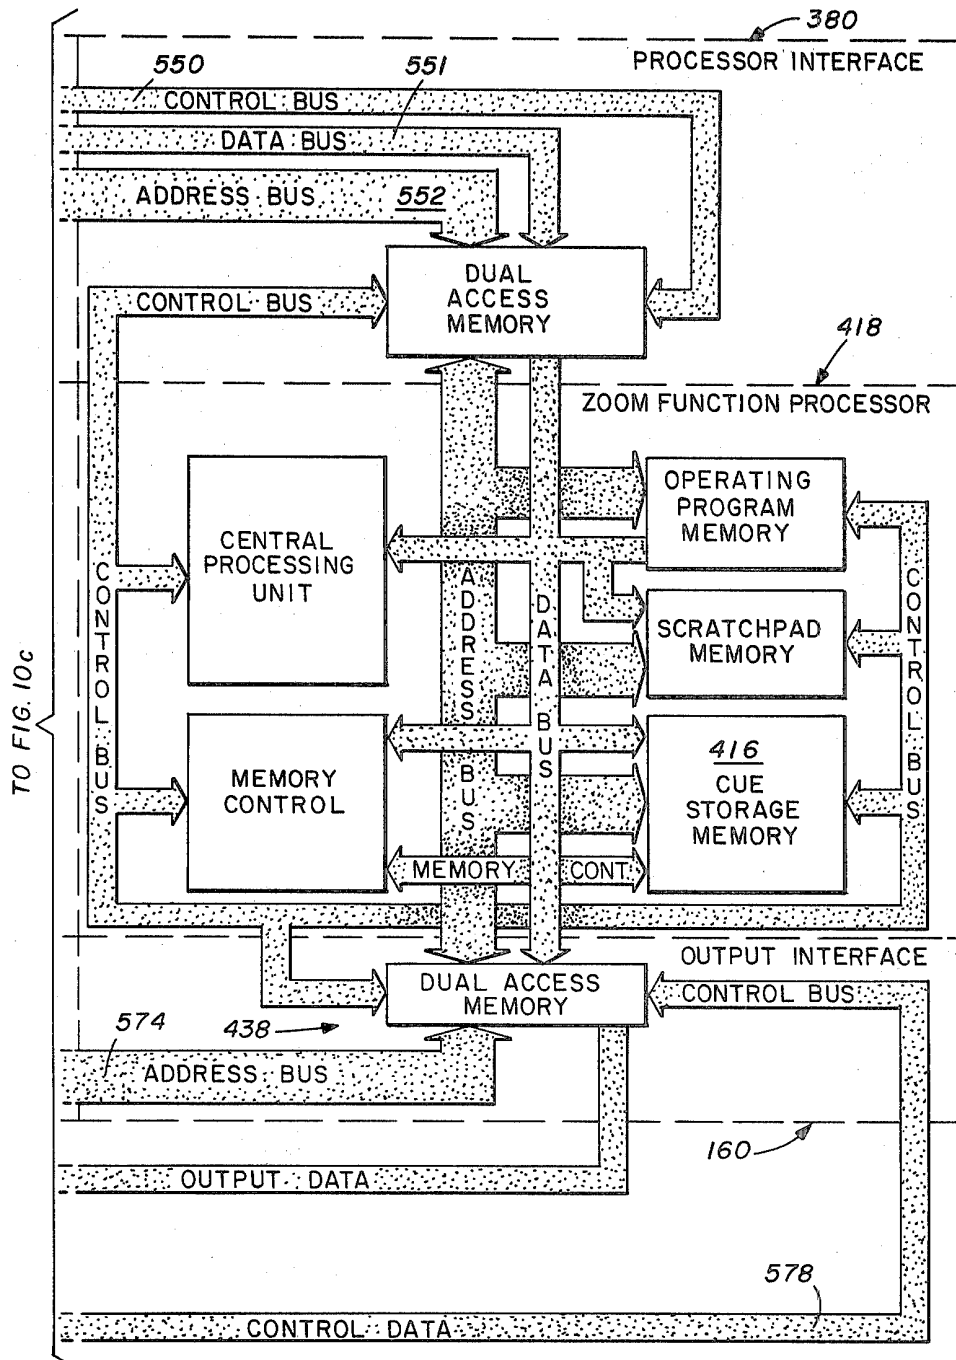 380
PROCESSOR INTERFACE
550
551
CONTROL BUS
DATA BUS
ADDRESS BUS
552
DUAL
ACCESS
MEMORY
CONTROL BUS
418
ZOOM FUNCTION PROCESSOR
OPERATING
PROGRAM
MEMORY
CENTRAL
PROCESSING
UNIT
CONTROL BUS
ADDRESS BUS
DATA BUS
CONTROL BUS
SCRATCHPAD
MEMORY
TO FIG. 10c
MEMORY
CONTROL
416
CUE
STORAGE
MEMORY
MEMORY CONT.
OUTPUT INTERFACE
DUAL ACCESS
MEMORY
CONTROL BUS
574
438
ADDRESS BUS
160
OUTPUT DATA
578
CONTROL DATA